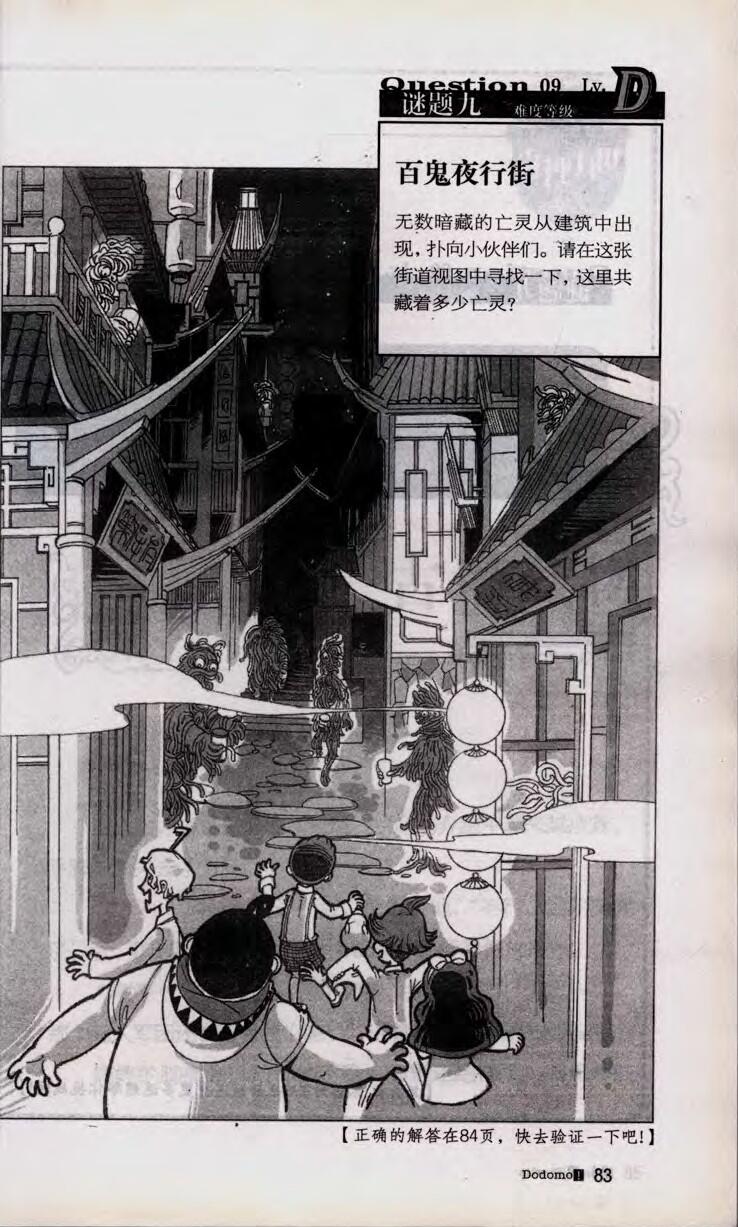 Question 09 Lv. D
谜题九 难度等级
百鬼夜行街
无数暗藏的亡灵从建筑中出
现，扑向小伙伴们。请在这张
街道视图中寻找一下，这里共
藏着多少亡灵？
【正确的解答在84页，快去验证一下吧！】
Dodomo! 83